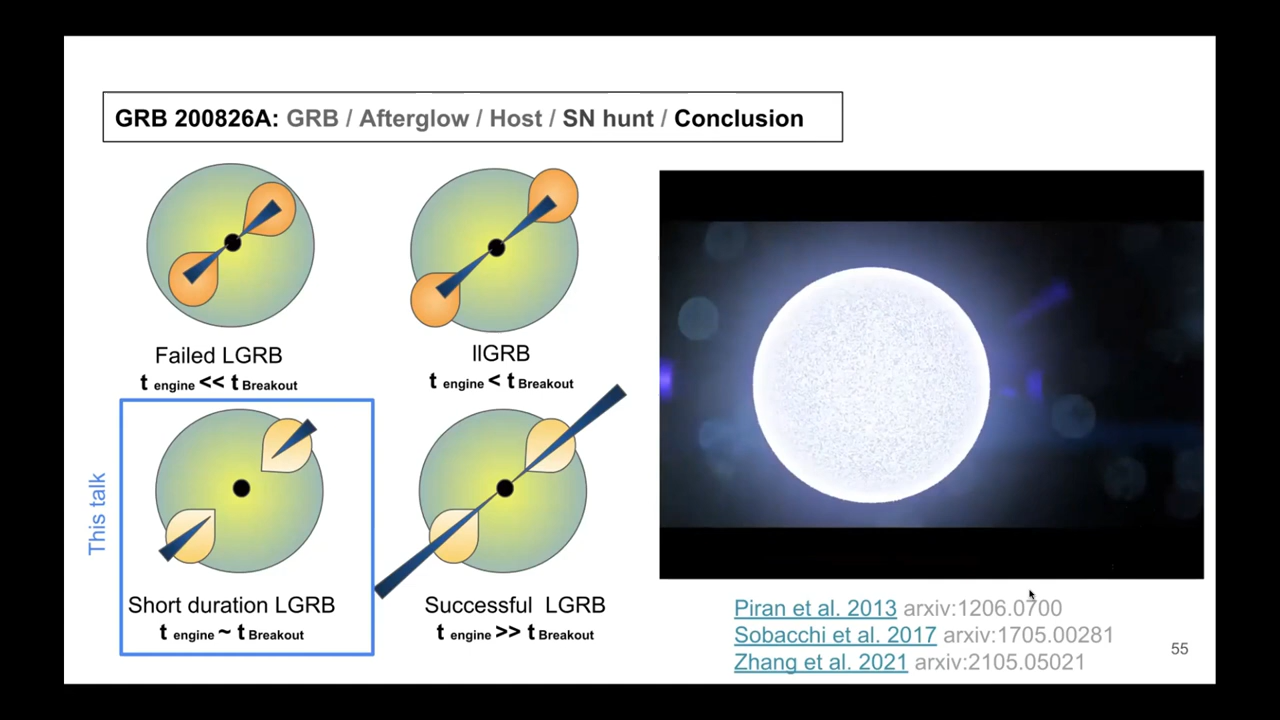 GRB 200826A: GRB / Afterglow / Host / SN hunt / Conclusion
Failed LGRB
t engine << t Breakout
llGRB
t engine < t Breakout
This talk
Short duration LGRB
t engine ~ t Breakout
Successful LGRB
t engine >> t Breakout
Piran et al. 2013 arxiv:1206.0700
Sobacchi et al. 2017 arxiv:1705.00281
Zhang et al. 2021 arxiv:2105.05021
55